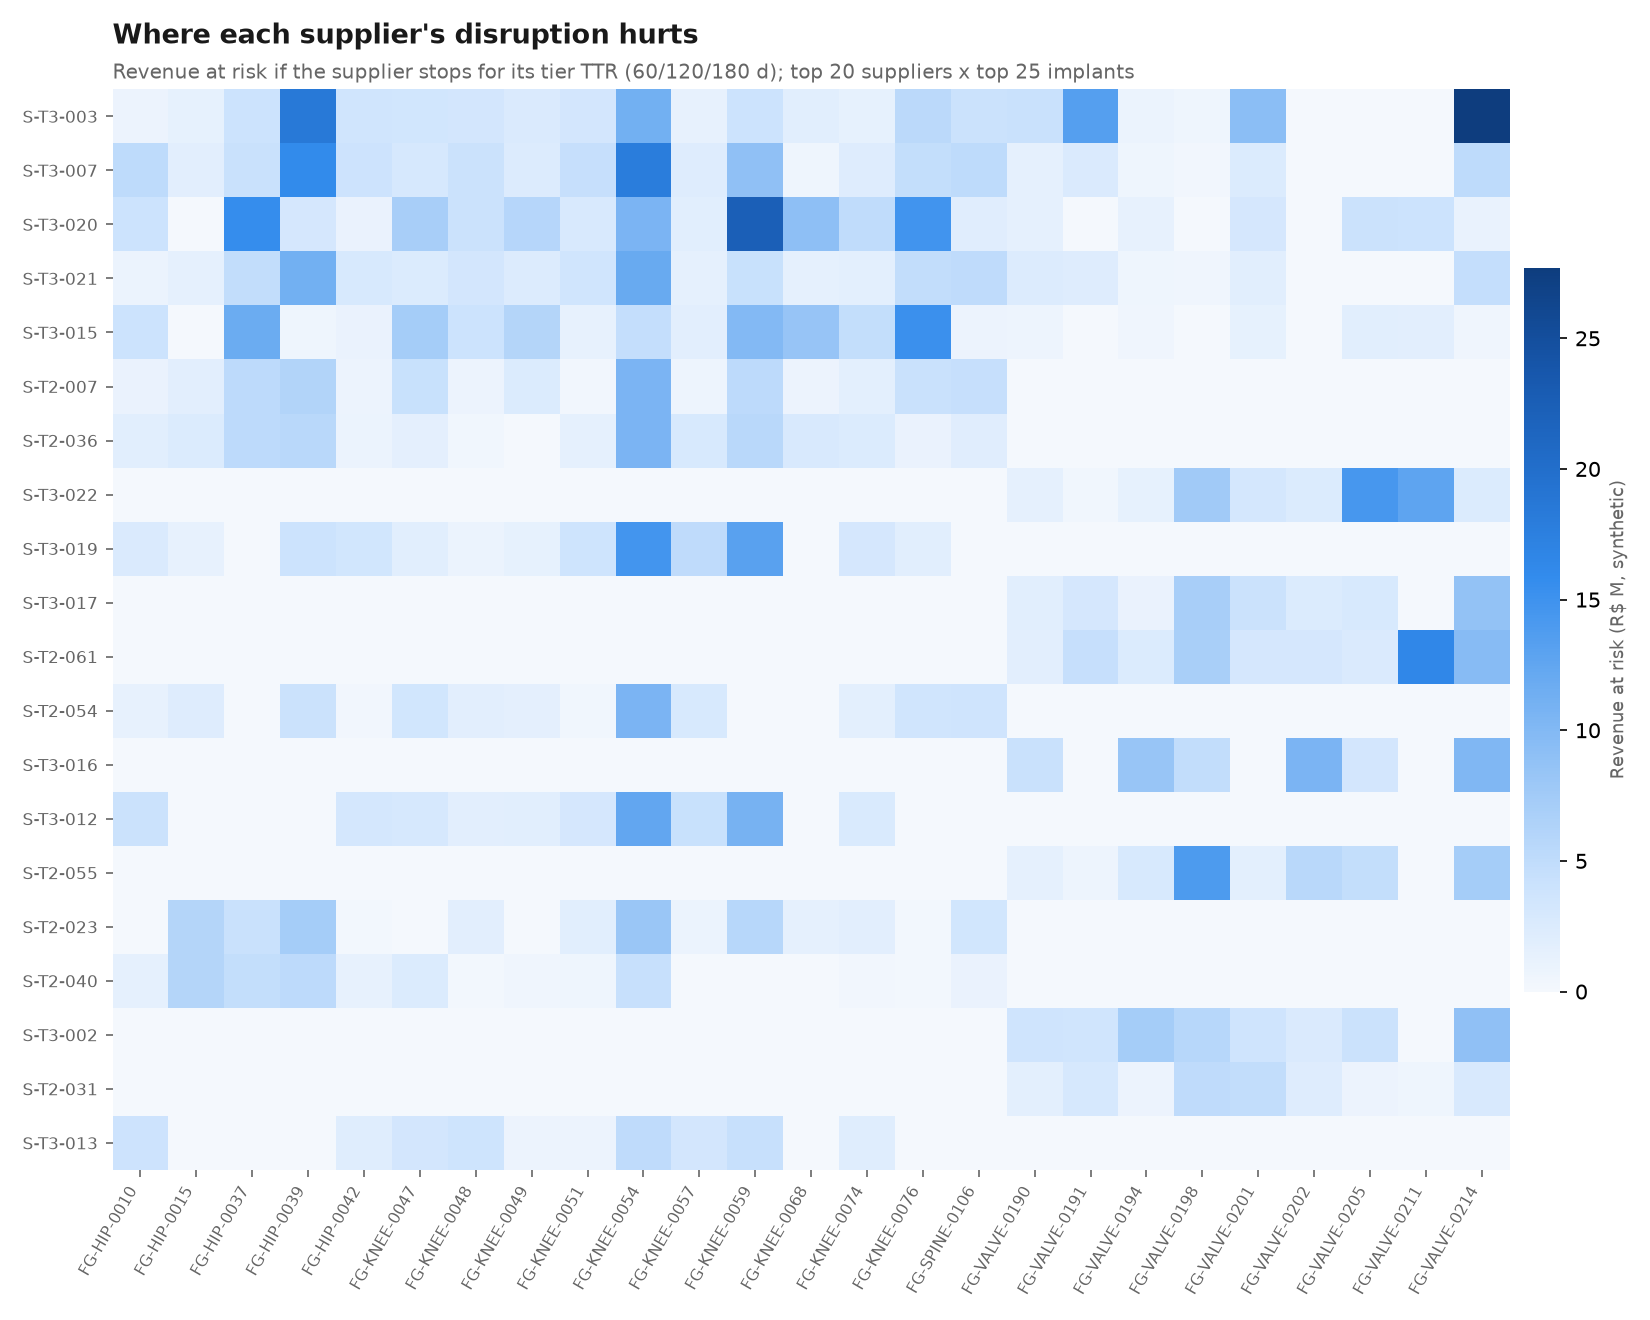 Where each supplier's disruption hurts
Revenue at risk if the supplier stops for its tier TTR (60/120/180 d); top 20 suppliers x top 25 implants
S-T3-003
S-T3-007
S-T3-020
S-T3-021
S-T3-015
S-T2-007
S-T2-036
S-T3-022
S-T3-019
S-T3-017
S-T2-061
S-T2-054
S-T3-016
S-T3-012
S-T2-055
S-T2-023
S-T2-040
S-T3-002
S-T2-031
S-T3-013
FG-HIP-0010
FG-HIP-0015
FG-HIP-0037
FG-HIP-0039
FG-HIP-0042
FG-KNEE-0047
FG-KNEE-0048
FG-KNEE-0049
FG-KNEE-0051
FG-KNEE-0054
FG-KNEE-0057
FG-KNEE-0059
FG-KNEE-0068
FG-KNEE-0074
FG-KNEE-0076
FG-SPINE-0106
FG-VALVE-0190
FG-VALVE-0191
FG-VALVE-0194
FG-VALVE-0198
FG-VALVE-0201
FG-VALVE-0202
FG-VALVE-0205
FG-VALVE-0211
FG-VALVE-0214
25
20
15
10
5
0
Revenue at risk (R$ M, synthetic)